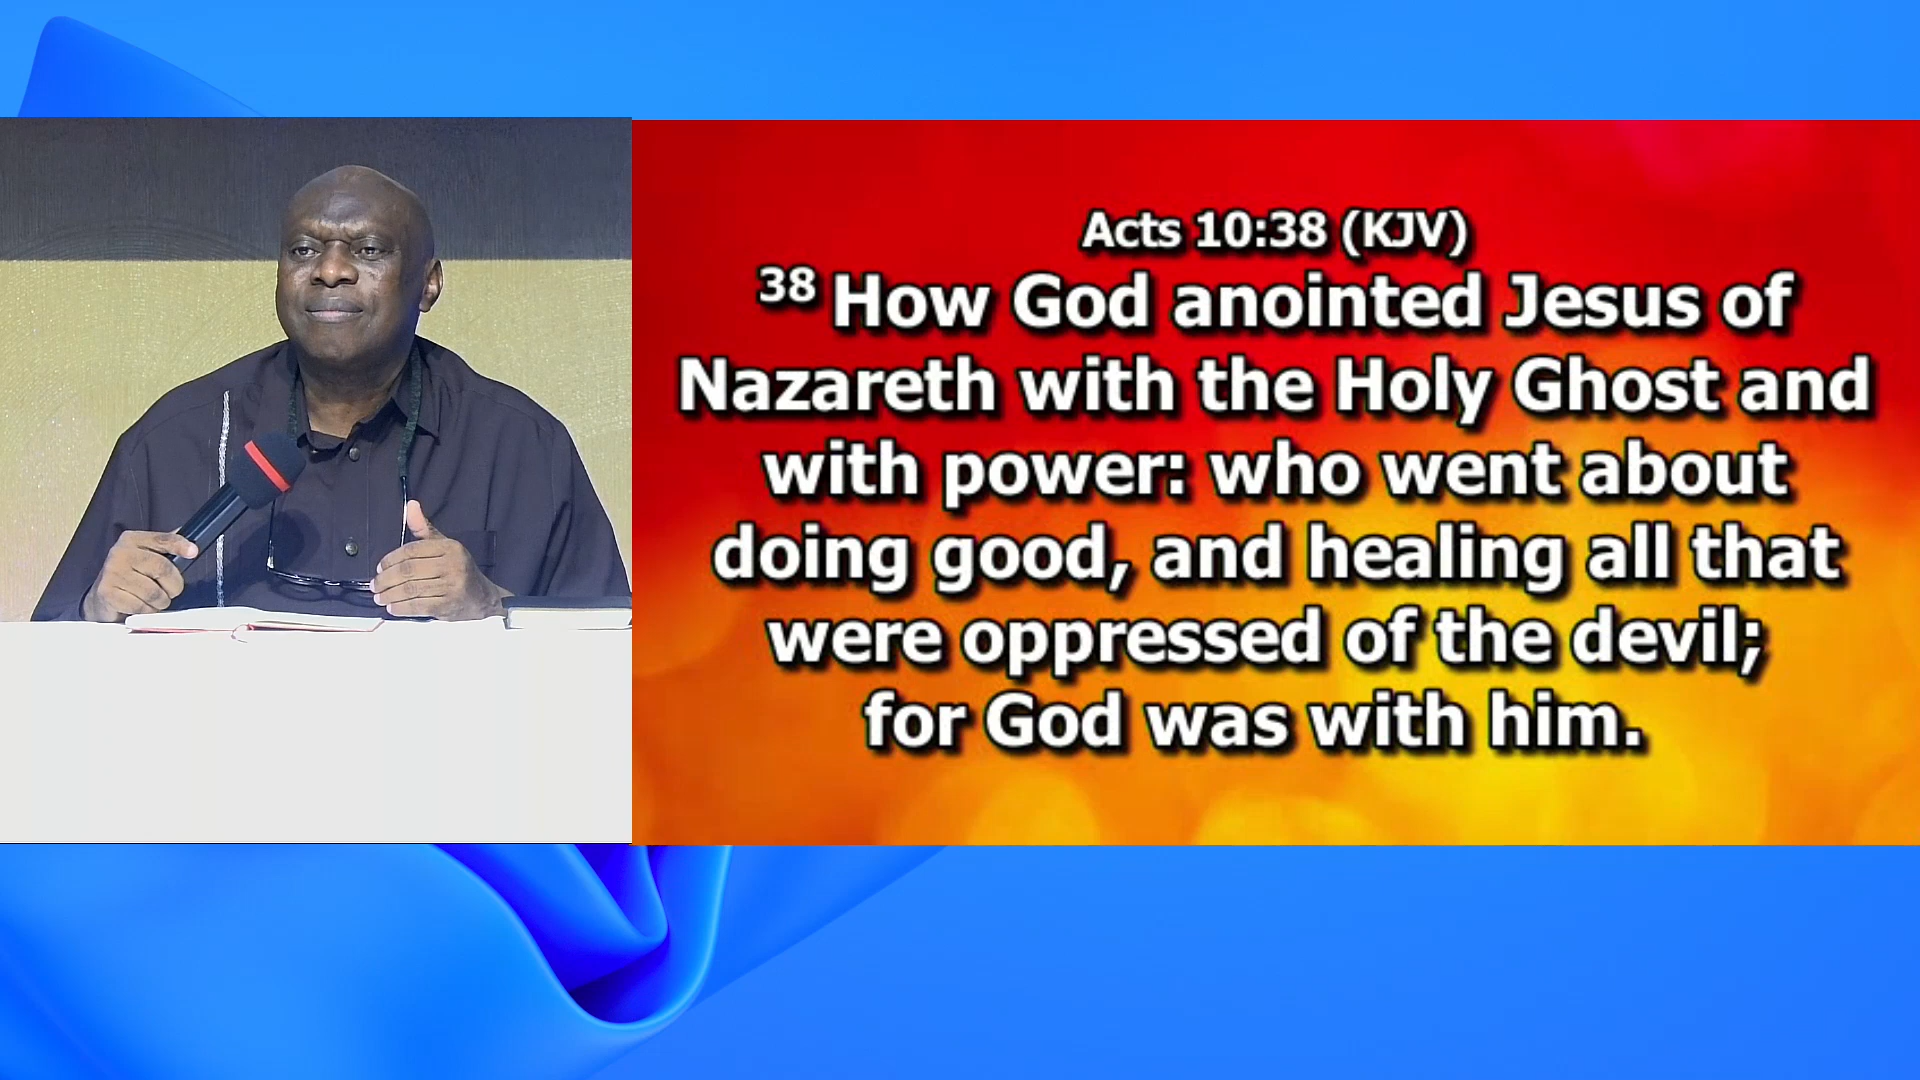 Acts 10:38 (KJV)
38 How God anointed Jesus of
Nazareth with the Holy Ghost and
with power: who went about
doing good, and healing all that
were oppressed of the devil;
for God was with him.